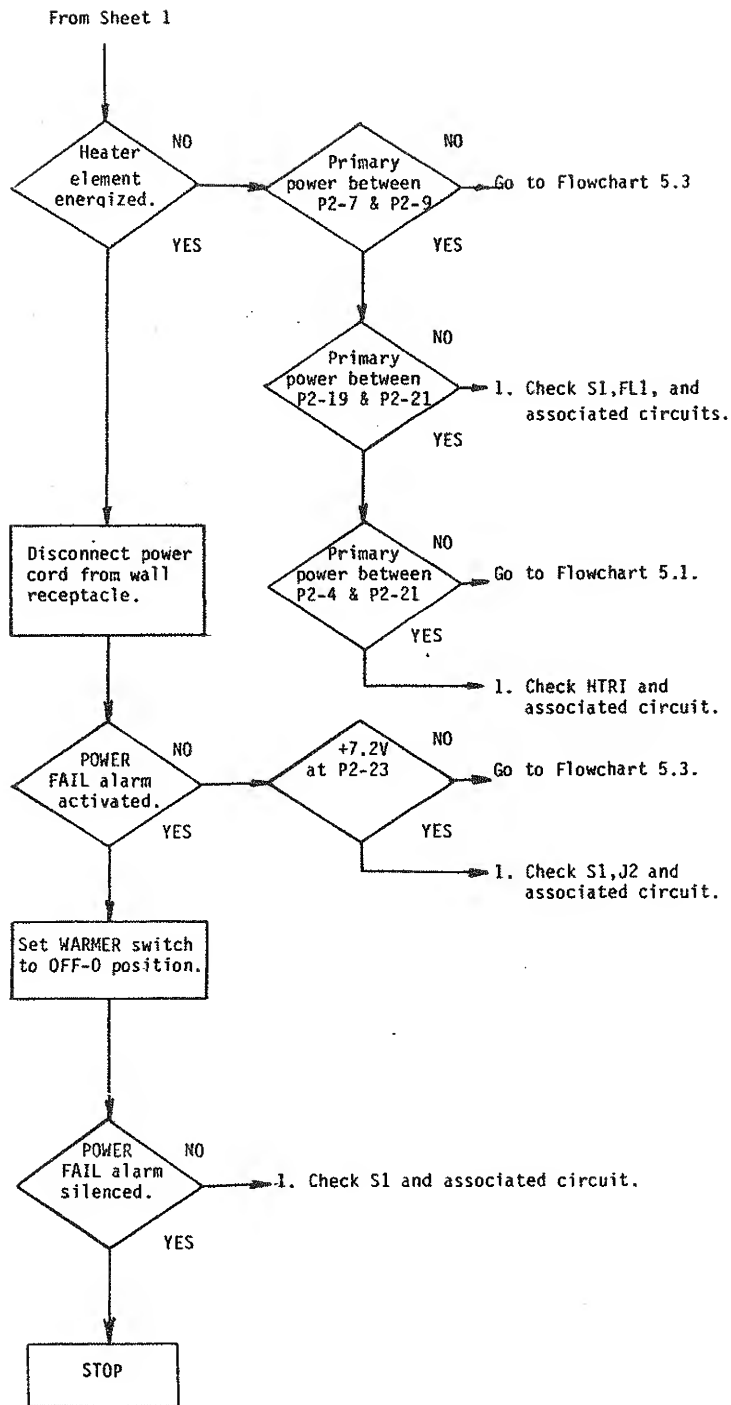 From Sheet 1
Heater
element
energized.
NO
YES
Primary
power between
P2-7 & P2-9
NO
Go to Flowchart 5.3
YES
Primary
power between
P2-19 & P2-21
NO
1. Check S1,FL1, and
associated circuits.
YES
Primary
power between
P2-4 & P2-21
NO
Go to Flowchart 5.1.
YES
1. Check HTRI and
associated circuit.
Disconnect power
cord from wall
receptacle.
POWER
FAIL alarm
activated.
NO
YES
+7.2V
at P2-23
NO
Go to Flowchart 5.3.
YES
1. Check S1,J2 and
associated circuit.
Set WARMER switch
to OFF-O position.
POWER
FAIL alarm
silenced.
NO
1. Check S1 and associated circuit.
YES
STOP